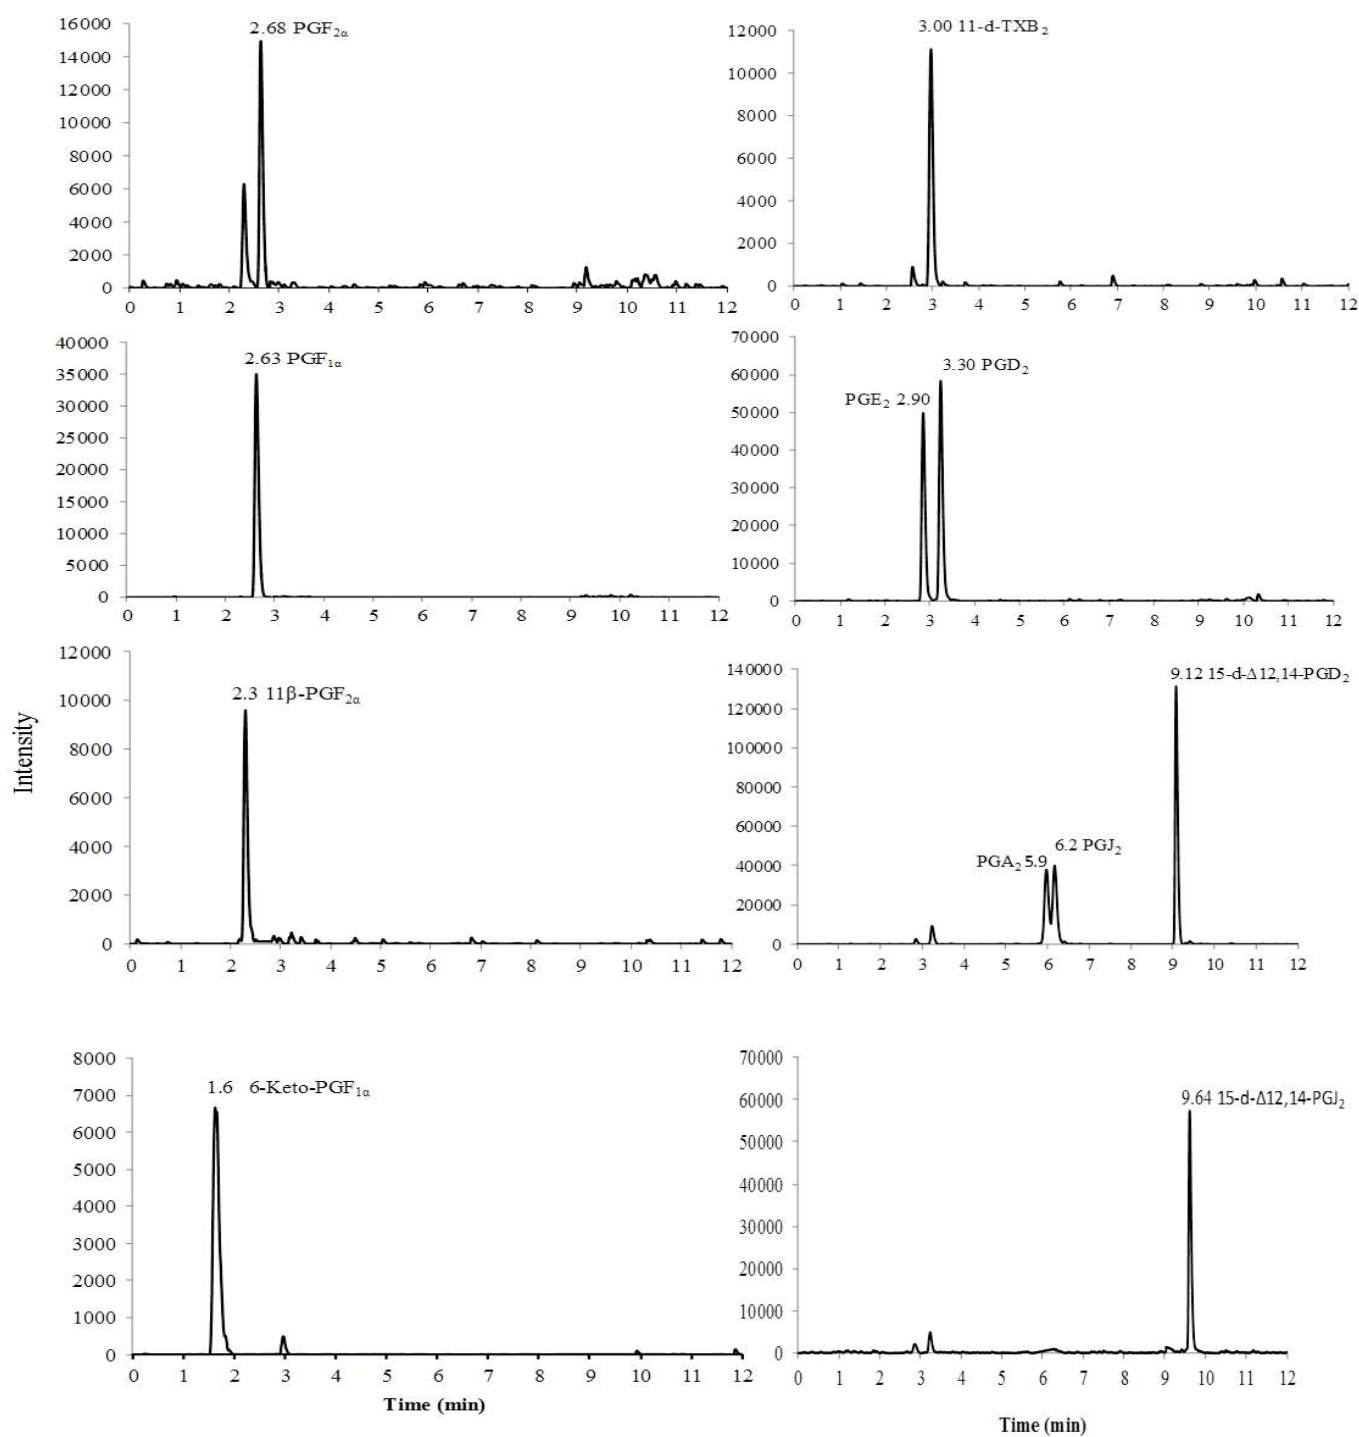 2.68 PGF2α
16000
14000
12000
10000
8000
6000
4000
2000
0
0 1 2 3 4 5 6 7 8 9 10 11 12
3.00 11-d-TXB2
12000
10000
8000
6000
4000
2000
0
0 1 2 3 4 5 6 7 8 9 10 11 12
2.63 PGF1α
40000
35000
30000
25000
20000
15000
10000
5000
0
0 1 2 3 4 5 6 7 8 9 10 11 12
3.30 PGD2
PGE2 2.90
70000
60000
50000
40000
30000
20000
10000
0
0 1 2 3 4 5 6 7 8 9 10 11 12
Intensity
2.3 11β-PGF2α
12000
10000
8000
6000
4000
2000
0
0 1 2 3 4 5 6 7 8 9 10 11 12
9.12 15-d-Δ12,14-PGD2
6.2 PGJ2
PGA2 5.9
140000
120000
100000
80000
60000
40000
20000
0
0 1 2 3 4 5 6 7 8 9 10 11 12
1.6 6-Keto-PGF1α
8000
7000
6000
5000
4000
3000
2000
1000
0
0 1 2 3 4 5 6 7 8 9 10 11 12
Time (min)
9.64 15-d-Δ12,14-PGJ2
70000
60000
50000
40000
30000
20000
10000
0
0 1 2 3 4 5 6 7 8 9 10 11 12
Time (min)